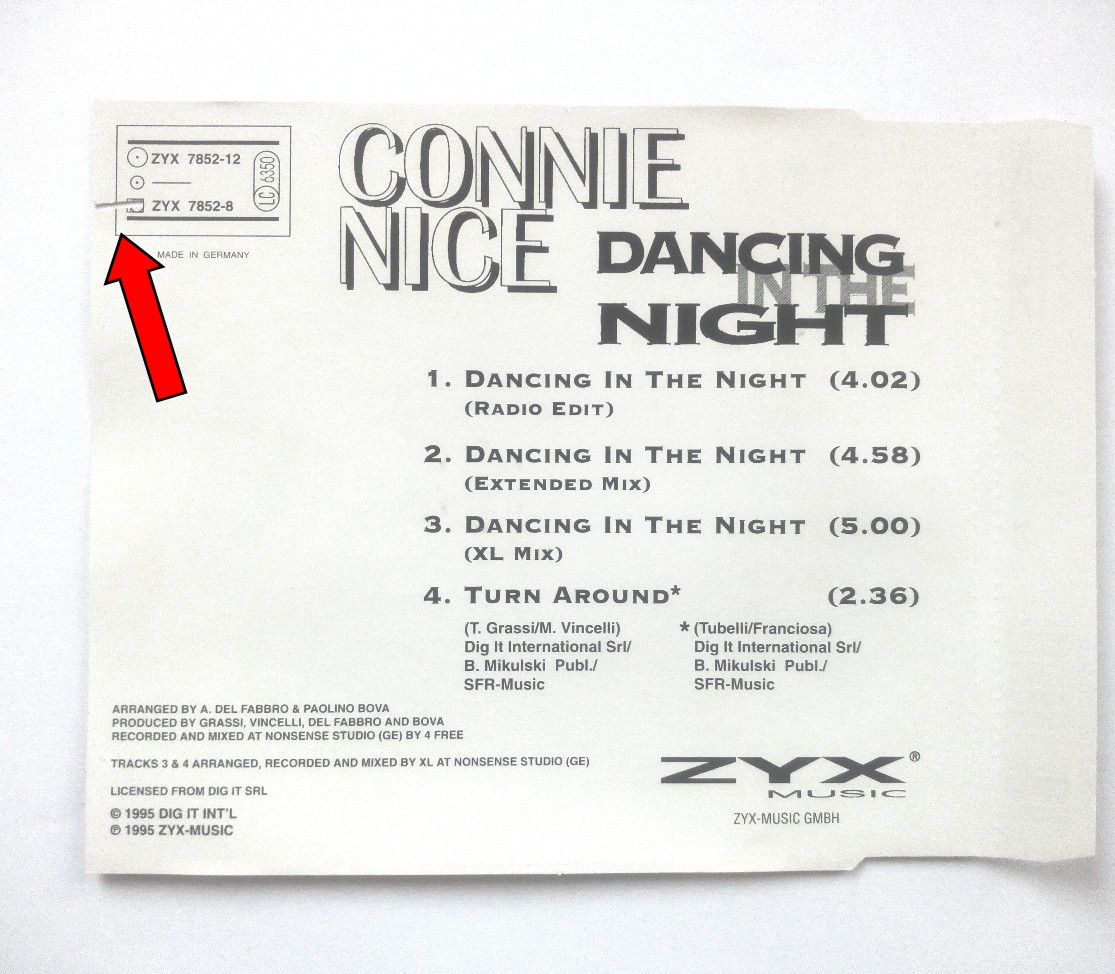 ZYX 7852-12
ZYX 7852-8
LC 6350
MADE IN GERMANY
CONNIE
NICE
DANCING
IN THE
NIGHT
1. DANCING IN THE NIGHT (4.02)
(RADIO EDIT)
2. DANCING IN THE NIGHT (4.58)
(EXTENDED MIX)
3. DANCING IN THE NIGHT (5.00)
(XL MIX)
4. TURN AROUND* (2.36)
(T. Grassi/M. Vincelli)
Dig It International Srl/
B. Mikulski Publ./
SFR-Music
* (Tubelli/Franciosa)
Dig It International Srl/
B. Mikulski Publ./
SFR-Music
ARRANGED BY A. DEL FABBRO & PAOLINO BOVA
PRODUCED BY GRASSI, VINCELLI, DEL FABBRO AND BOVA
RECORDED AND MIXED AT NONSENSE STUDIO (GE) BY 4 FREE
TRACKS 3 & 4 ARRANGED, RECORDED AND MIXED BY XL AT NONSENSE STUDIO (GE)
LICENSED FROM DIG IT SRL
© 1995 DIG IT INT'L
℗ 1995 ZYX-MUSIC
ZYX®
MUSIC
ZYX-MUSIC GMBH